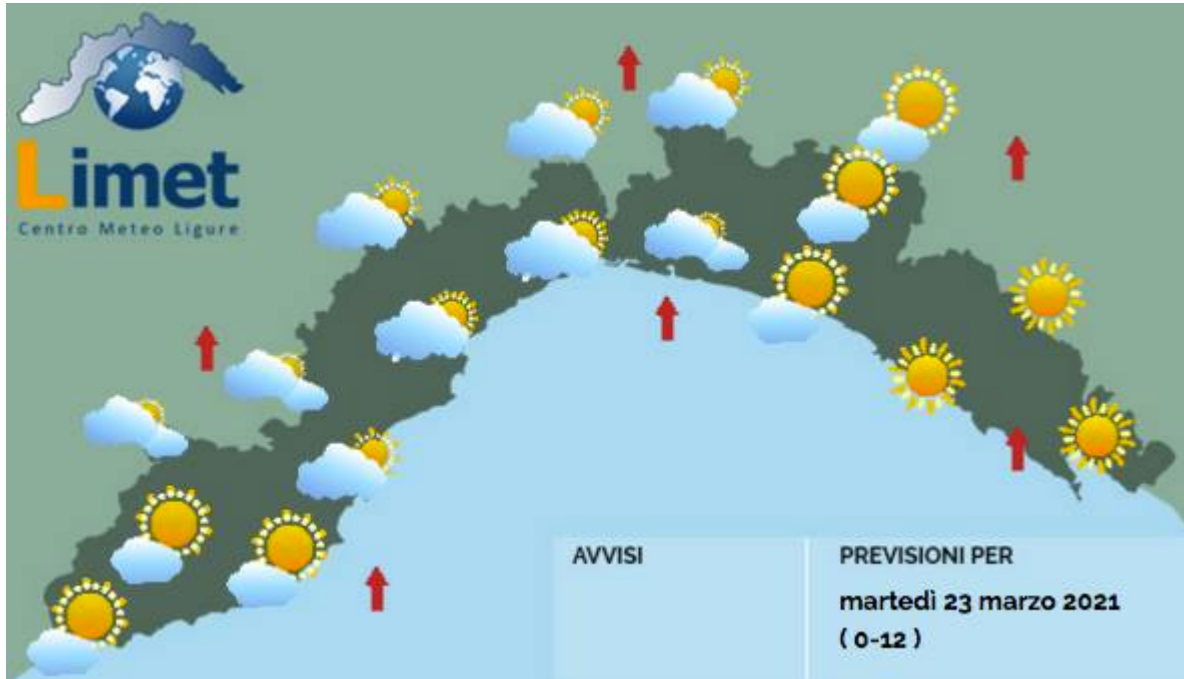 Limet
Centro Meteo Ligure
AVVISI
PREVISIONI PER
martedì 23 marzo 2021
( 0-12 )